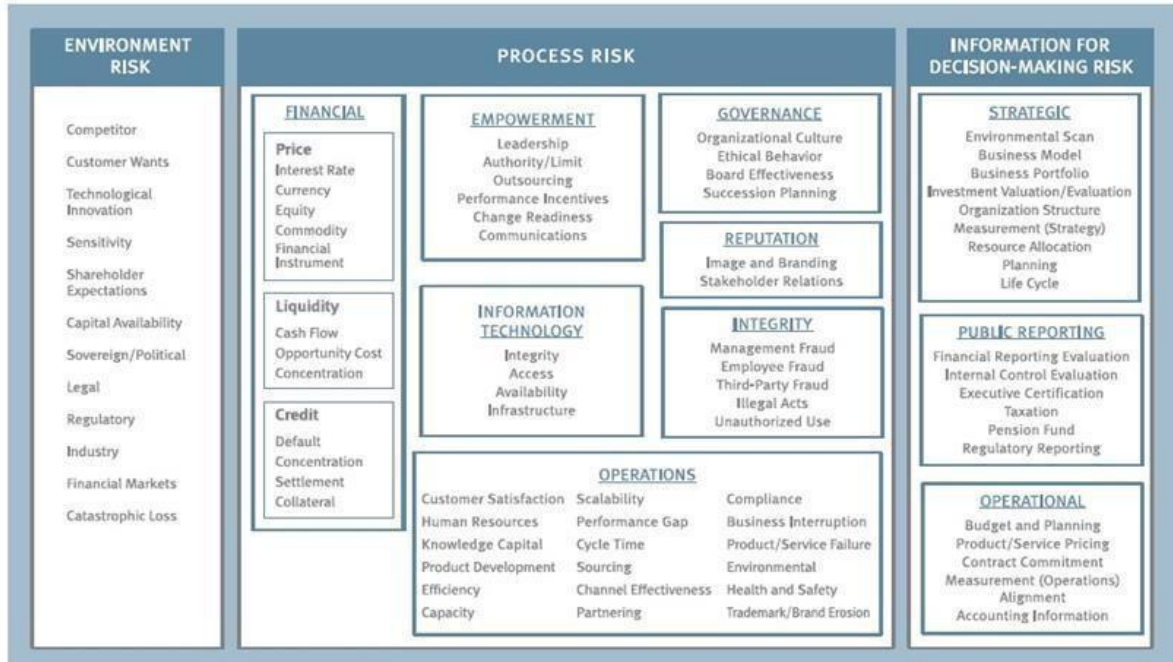 ENVIRONMENT
RISK
Competitor
Customer Wants
Technological
Innovation
Sensitivity
Shareholder
Expectations
Capital Availability
Sovereign/Political
Legal
Regulatory
Industry
Financial Markets
Catastrophic Loss
PROCESS RISK
FINANCIAL
Price
Interest Rate
Currency
Equity
Commodity
Financial
Instrument
Liquidity
Cash Flow
Opportunity Cost
Concentration
Credit
Default
Concentration
Settlement
Collateral
EMPOWERMENT
Leadership
Authority/Limit
Outsourcing
Performance Incentives
Change Readiness
Communications
INFORMATION
TECHNOLOGY
Integrity
Access
Availability
Infrastructure
GOVERNANCE
Organizational Culture
Ethical Behavior
Board Effectiveness
Succession Planning
REPUTATION
Image and Branding
Stakeholder Relations
INTEGRITY
Management Fraud
Employee Fraud
Third-Party Fraud
Illegal Acts
Unauthorized Use
OPERATIONS
Customer Satisfaction Scalability Compliance
Human Resources Performance Gap Business Interruption
Knowledge Capital Cycle Time Product/Service Failure
Product Development Sourcing Environmental
Efficiency Channel Effectiveness Health and Safety
Capacity Partnering Trademark/Brand Erosion
INFORMATION FOR
DECISION-MAKING RISK
STRATEGIC
Environmental Scan
Business Model
Business Portfolio
Investment Valuation/Evaluation
Organization Structure
Measurement (Strategy)
Resource Allocation
Planning
Life Cycle
PUBLIC REPORTING
Financial Reporting Evaluation
Internal Control Evaluation
Executive Certification
Taxation
Pension Fund
Regulatory Reporting
OPERATIONAL
Budget and Planning
Product/Service Pricing
Contract Commitment
Measurement (Operations)
Alignment
Accounting Information